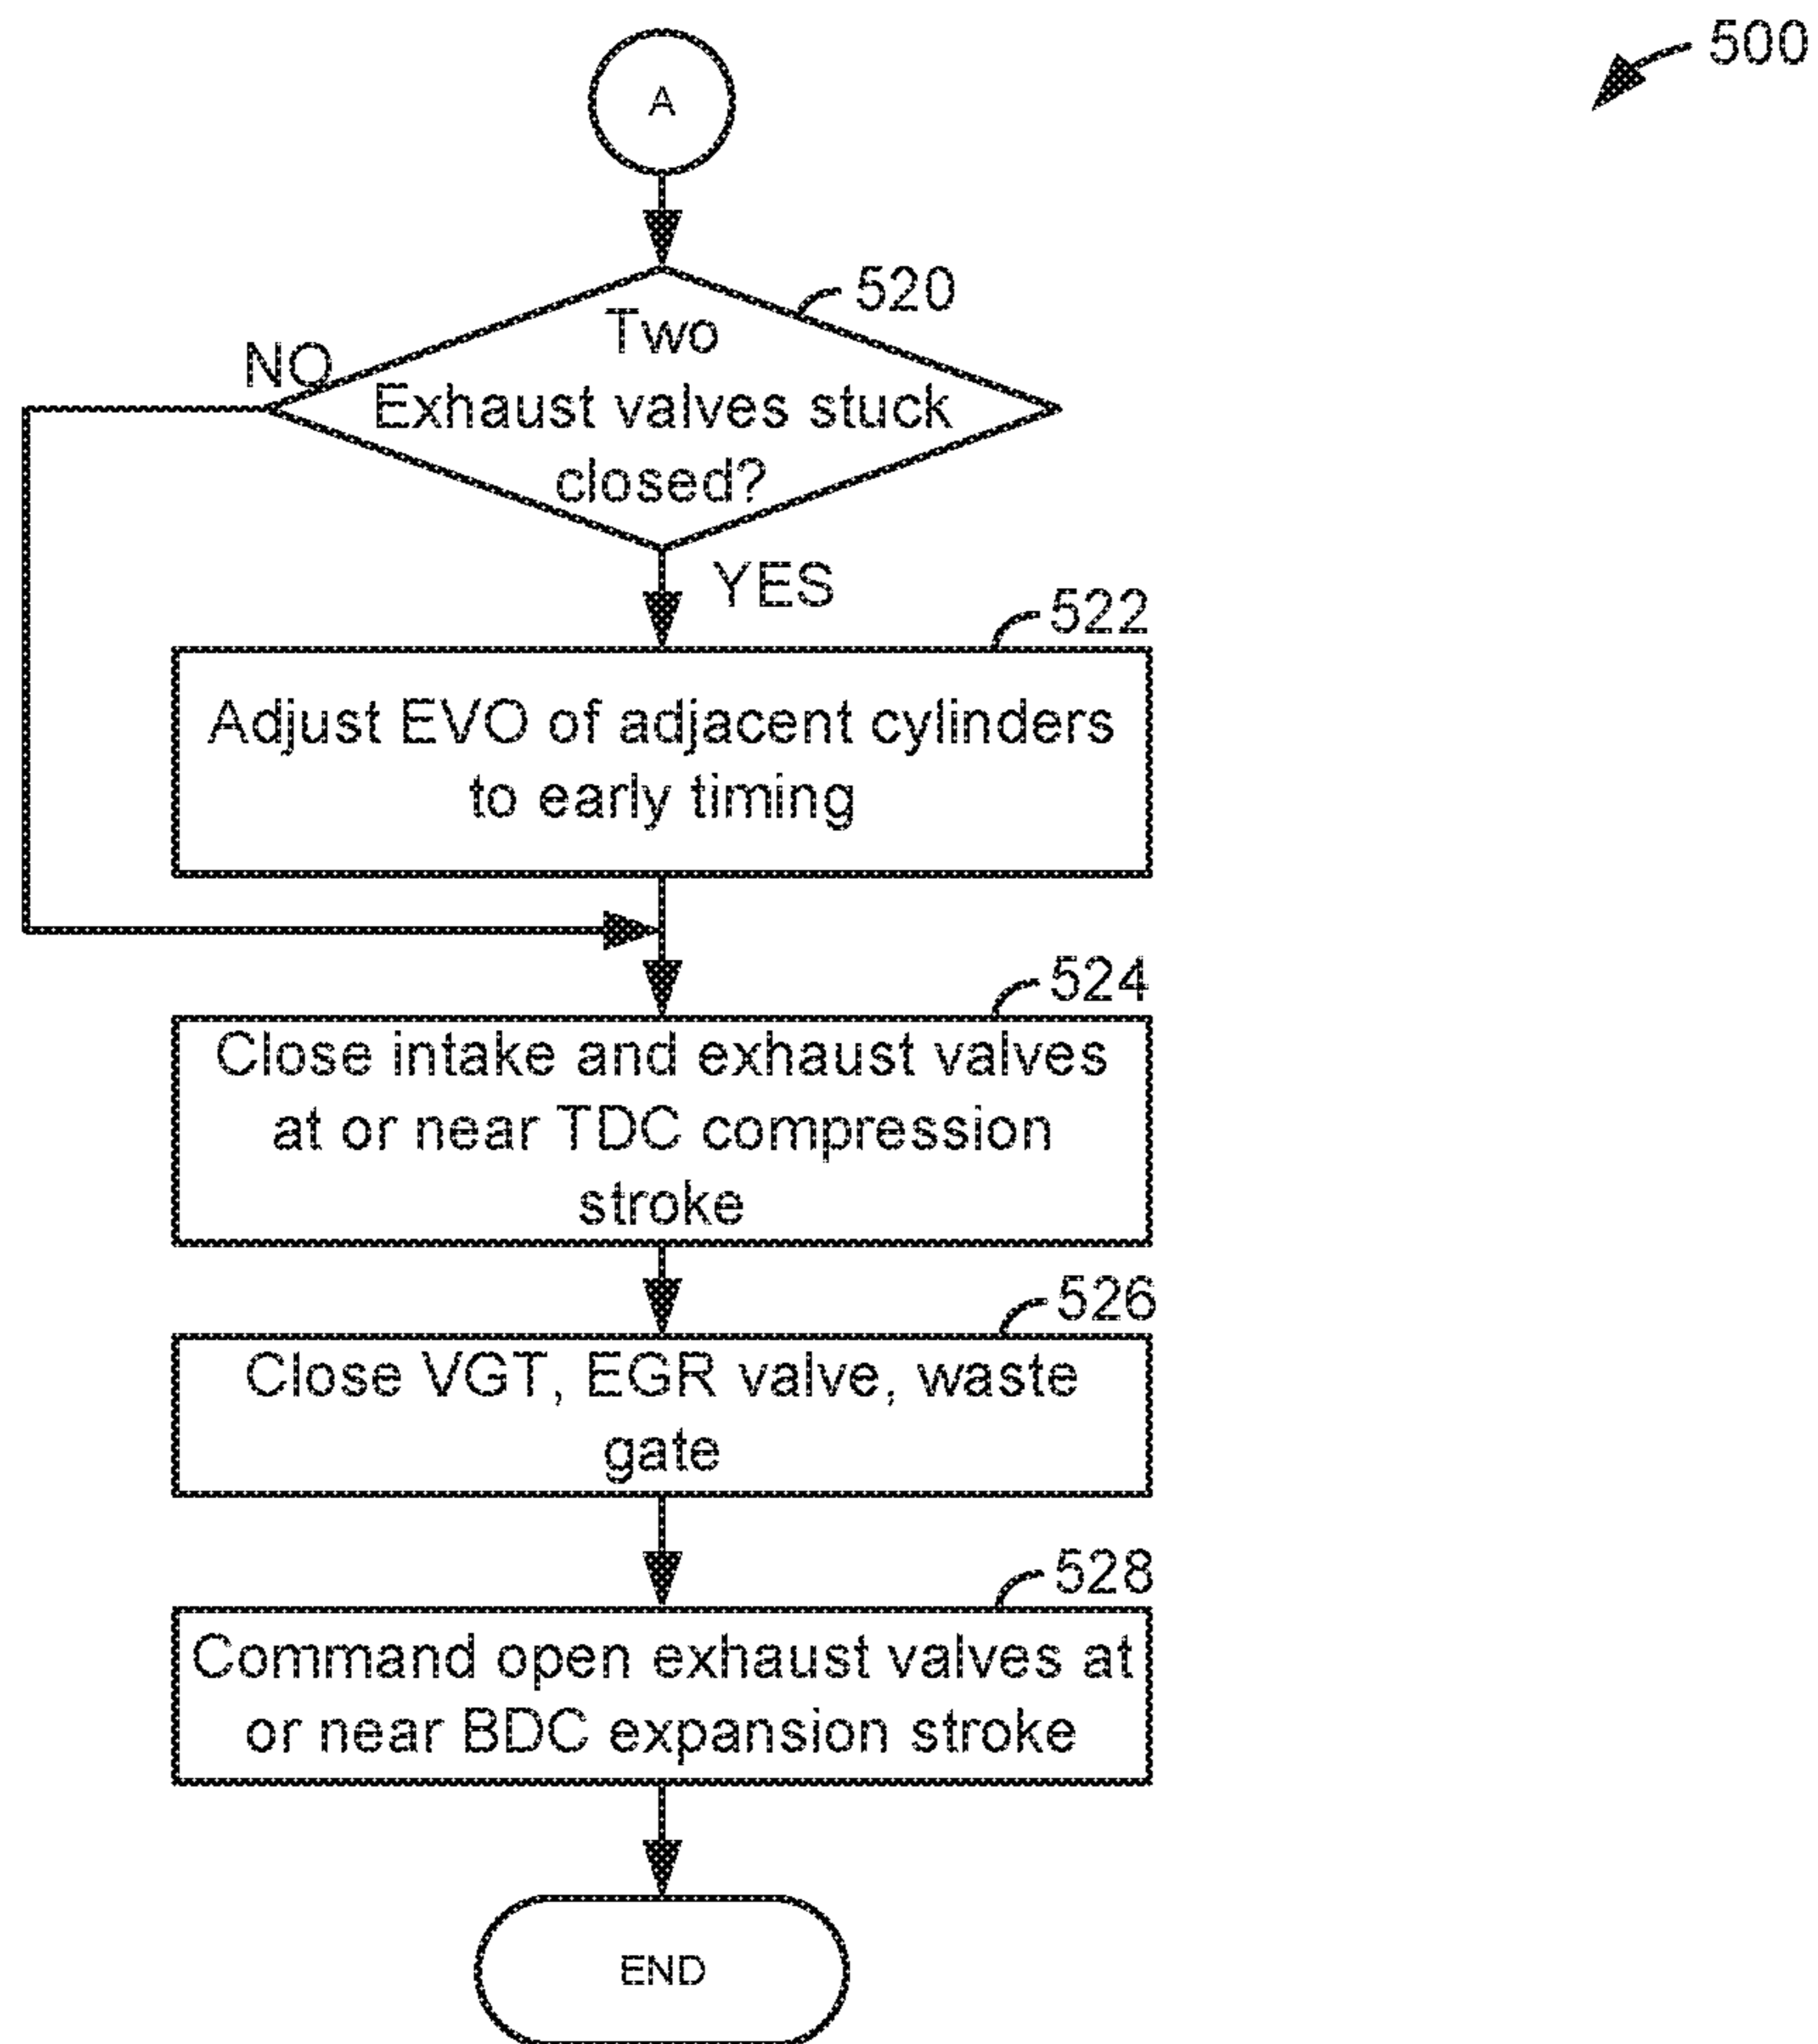 500
A
520
Two
Exhaust valves stuck
closed?
NO
YES
522
Adjust EVO of adjacent cylinders
to early timing
524
Close intake and exhaust valves
at or near TDC compression
stroke
526
Close VGT, EGR valve, waste
gate
528
Command open exhaust valves at
or near BDC expansion stroke
END